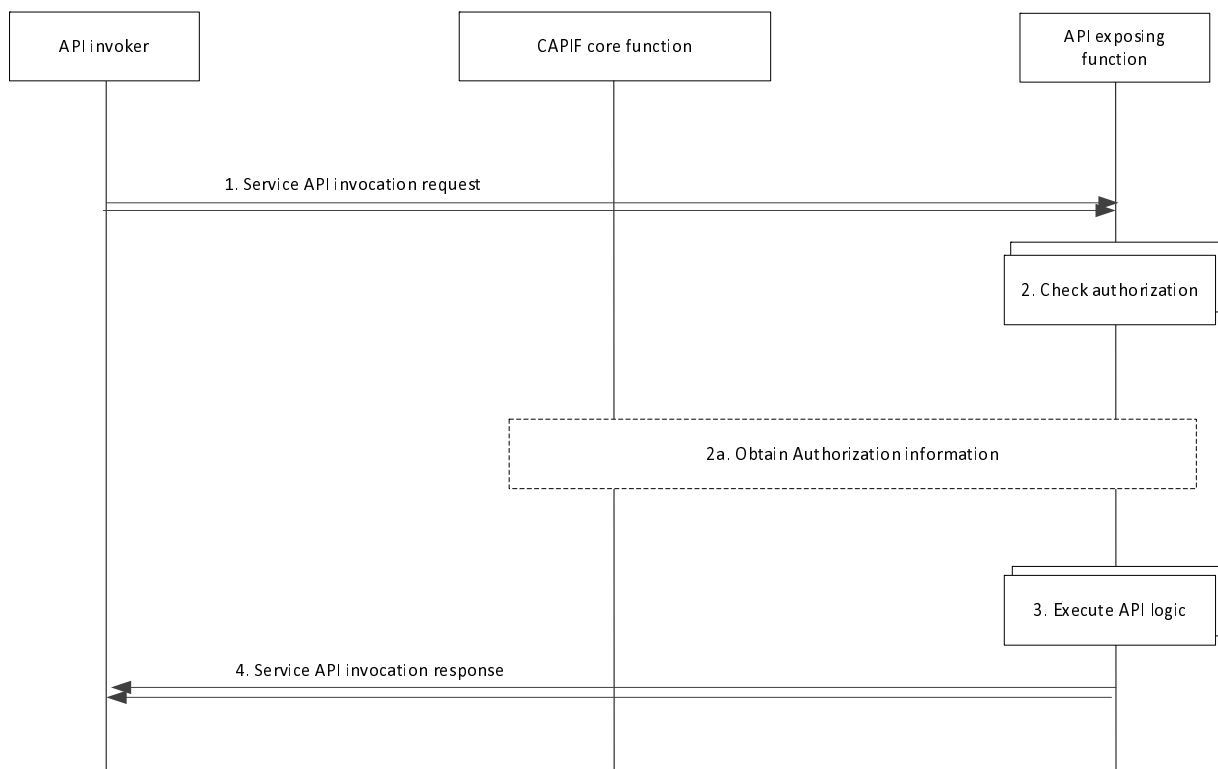 API invoker
CAPIF core function
API exposing
function
1. Service API invocation request
2. Check authorization
2a. Obtain Authorization information
3. Execute API logic
4. Service API invocation response